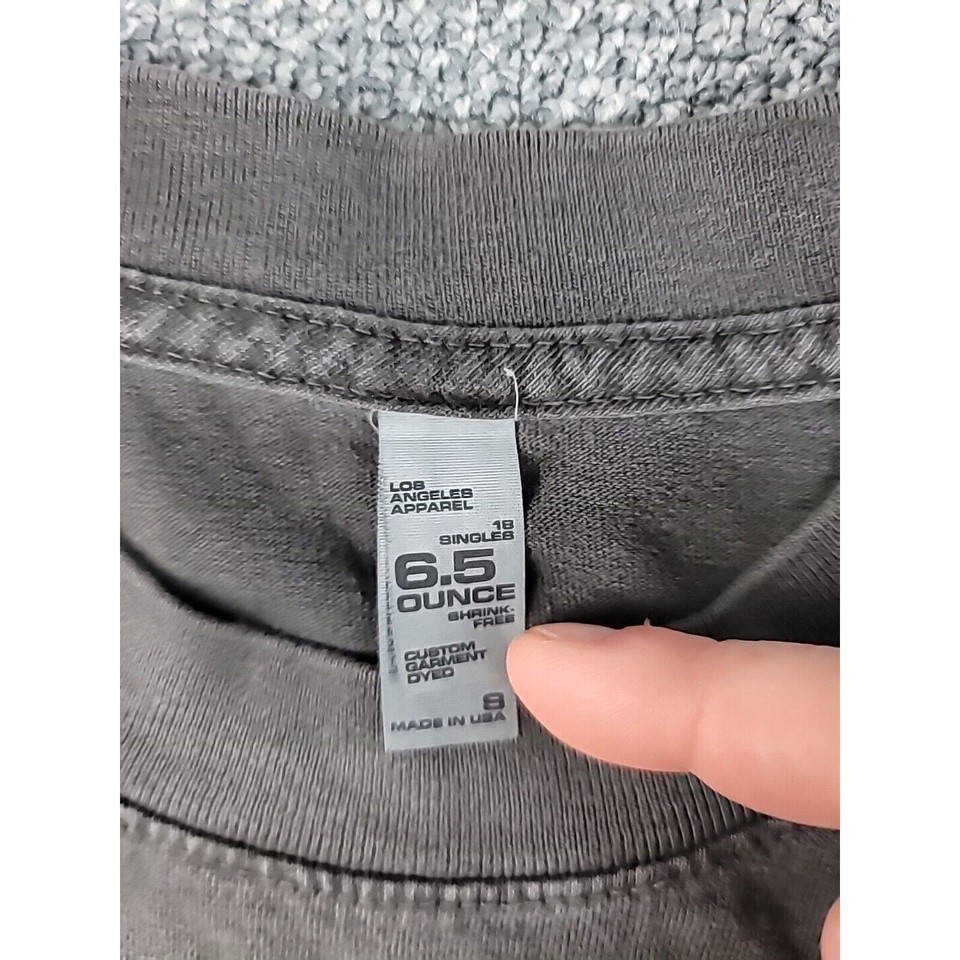 LOS
ANGELES
APPAREL
18
SINGLES
6.5
OUNCE
SHRINK-
FREE
CUSTOM
GARMENT
DYED
S
MADE IN USA